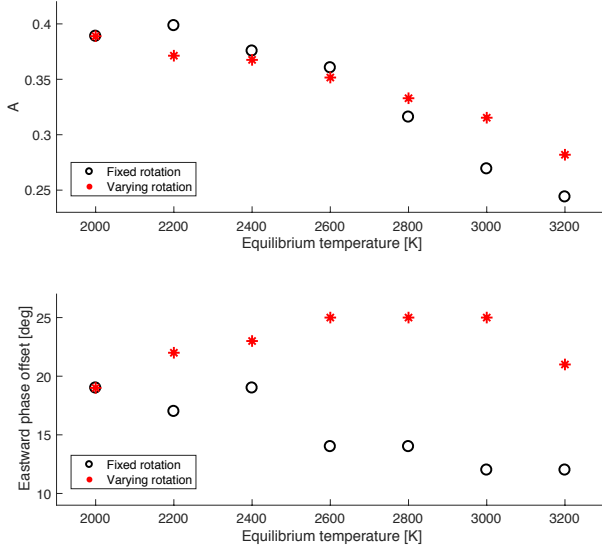 0.4
0.35
0.3
0.25
A
Fixed rotation
Varying rotation
2000 2200 2400 2600 2800 3000 3200
Equilibrium temperature [K]
25
20
15
10
Eastward phase offset [deg]
Fixed rotation
Varying rotation
2000 2200 2400 2600 2800 3000 3200
Equilibrium temperature [K]